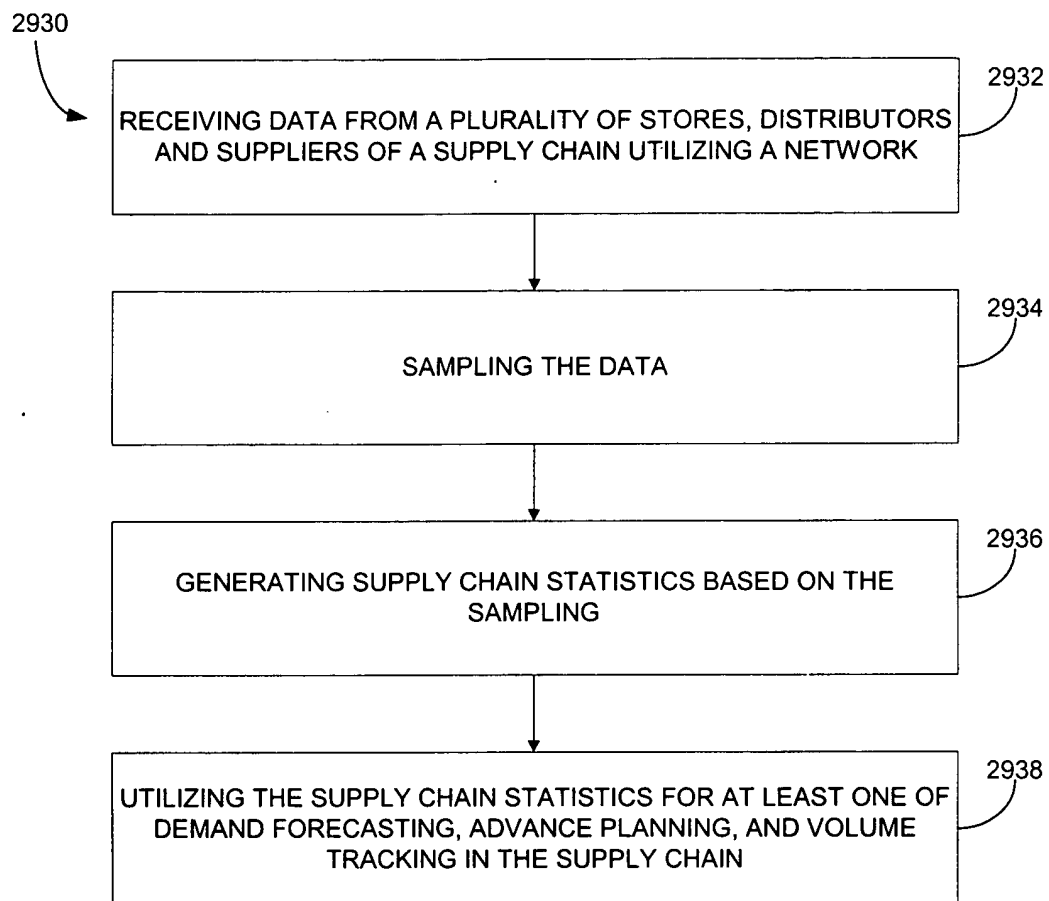 2930
2932
RECEIVING DATA FROM A PLURALITY OF STORES, DISTRIBUTORS
AND SUPPLIERS OF A SUPPLY CHAIN UTILIZING A NETWORK
2934
SAMPLING THE DATA
2936
GENERATING SUPPLY CHAIN STATISTICS BASED ON THE
SAMPLING
2938
UTILIZING THE SUPPLY CHAIN STATISTICS FOR AT LEAST ONE OF
DEMAND FORECASTING, ADVANCE PLANNING, AND VOLUME
TRACKING IN THE SUPPLY CHAIN